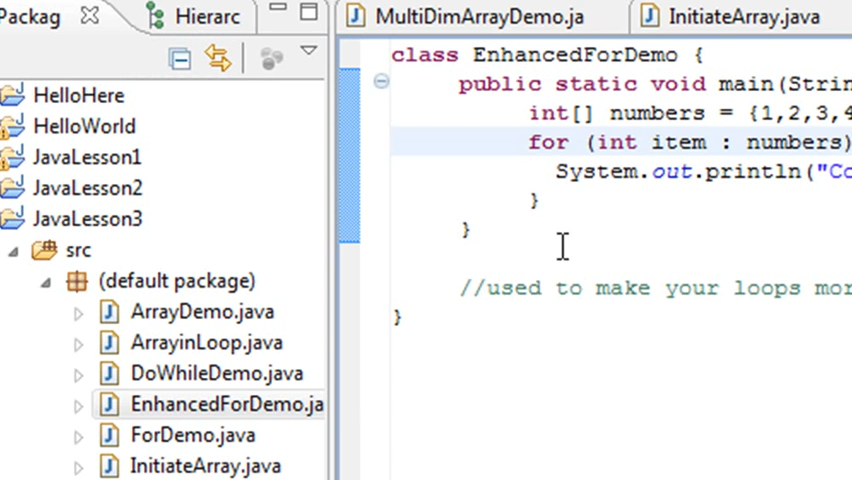 Packag
Hierarc
HelloHere
HelloWorld
JavaLesson1
JavaLesson2
JavaLesson3
src
(default package)
ArrayDemo.java
ArrayinLoop.java
DoWhileDemo.java
EnhancedForDemo.ja
ForDemo.java
InitiateArray.java
MultiDimArrayDemo.ja
InitiateArray.java
class EnhancedForDemo {
public static void main(Strin
int[] numbers = {1,2,3,4
for (int item : numbers)
System.out.println("Co
}
}
//used to make your loops mor
}